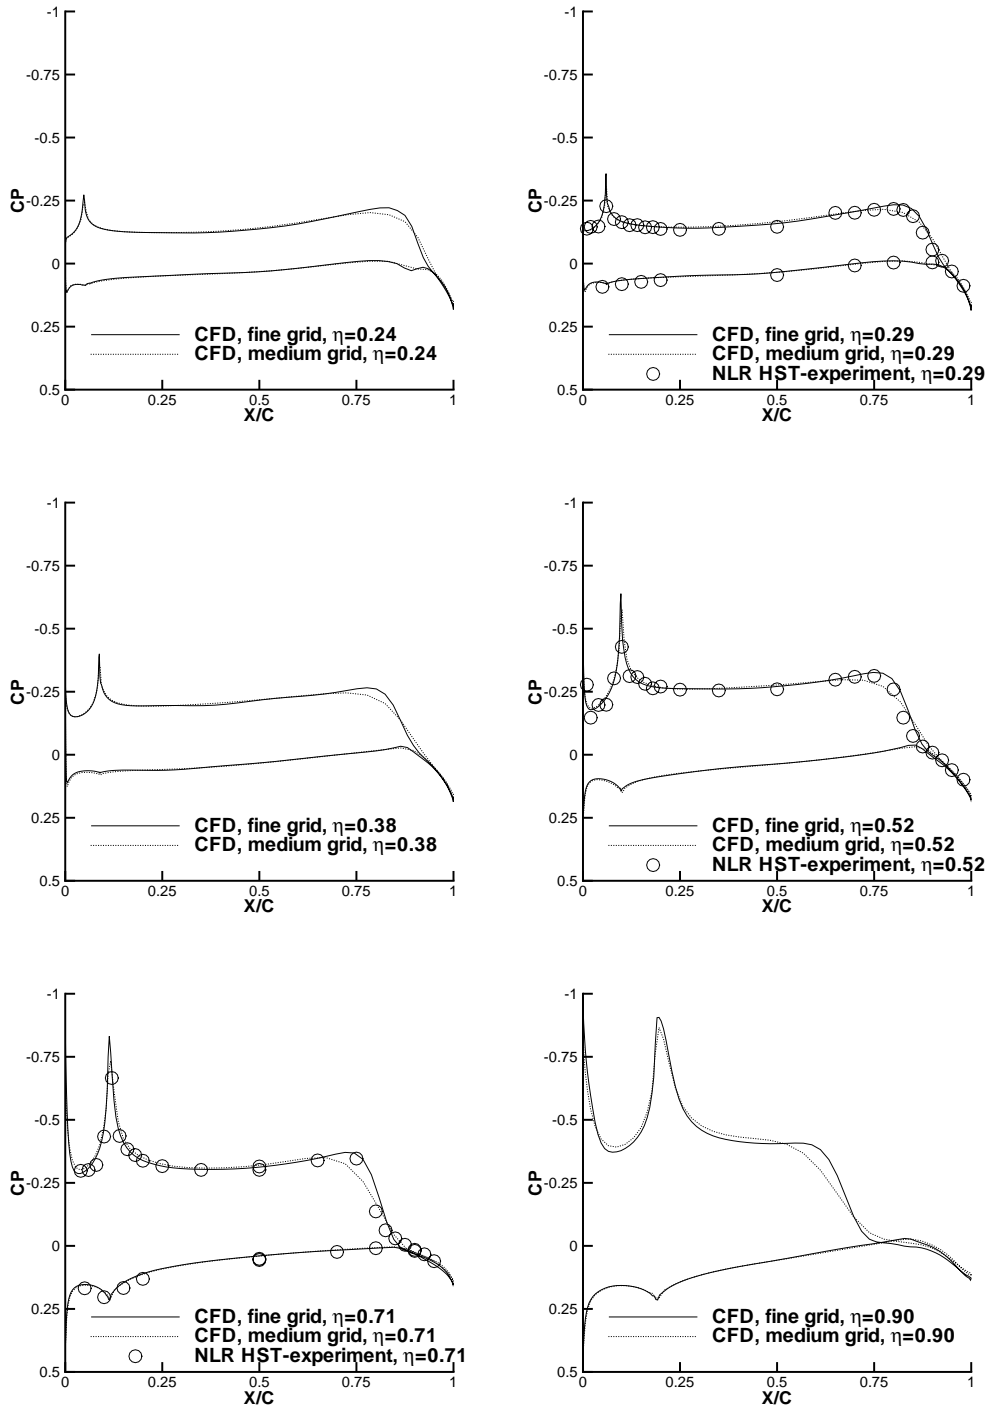 -1
-0.75
-0.5
-0.25
0
0.25
0.5
CP
0 0.25 0.5 0.75 1
X/C
CFD, fine grid, η=0.24
CFD, medium grid, η=0.24
-1
-0.75
-0.5
-0.25
0
0.25
0.5
CP
0 0.25 0.5 0.75 1
X/C
CFD, fine grid, η=0.29
CFD, medium grid, η=0.29
NLR HST-experiment, η=0.29
-1
-0.75
-0.5
-0.25
0
0.25
0.5
CP
0 0.25 0.5 0.75 1
X/C
CFD, fine grid, η=0.38
CFD, medium grid, η=0.38
-1
-0.75
-0.5
-0.25
0
0.25
0.5
CP
0 0.25 0.5 0.75 1
X/C
CFD, fine grid, η=0.52
CFD, medium grid, η=0.52
NLR HST-experiment, η=0.52
-1
-0.75
-0.5
-0.25
0
0.25
0.5
CP
0 0.25 0.5 0.75 1
X/C
CFD, fine grid, η=0.71
CFD, medium grid, η=0.71
NLR HST-experiment, η=0.71
-1
-0.75
-0.5
-0.25
0
0.25
0.5
CP
0 0.25 0.5 0.75 1
X/C
CFD, fine grid, η=0.90
CFD, medium grid, η=0.90